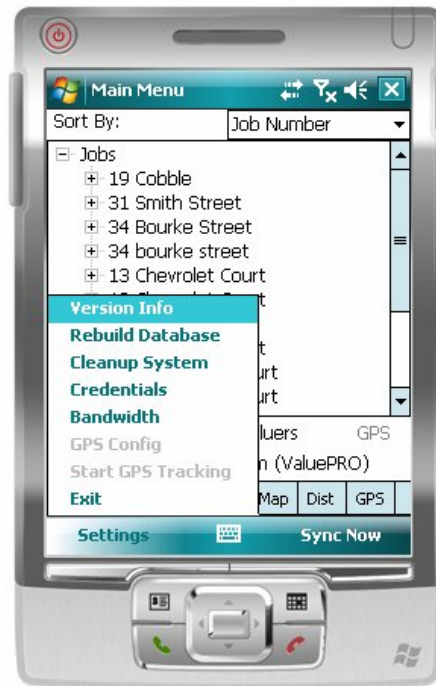 Main Menu
Sort By: Job Number
Jobs
19 Cobble
31 Smith Street
34 Bourke Street
34 bourke street
13 Chevrolet Court
Version Info
Rebuild Database
Cleanup System
Credentials
Bandwidth
luers GPS
GPS Config
n (ValuePRO)
Start GPS Tracking
Exit
Map Dist GPS
Settings Sync Now